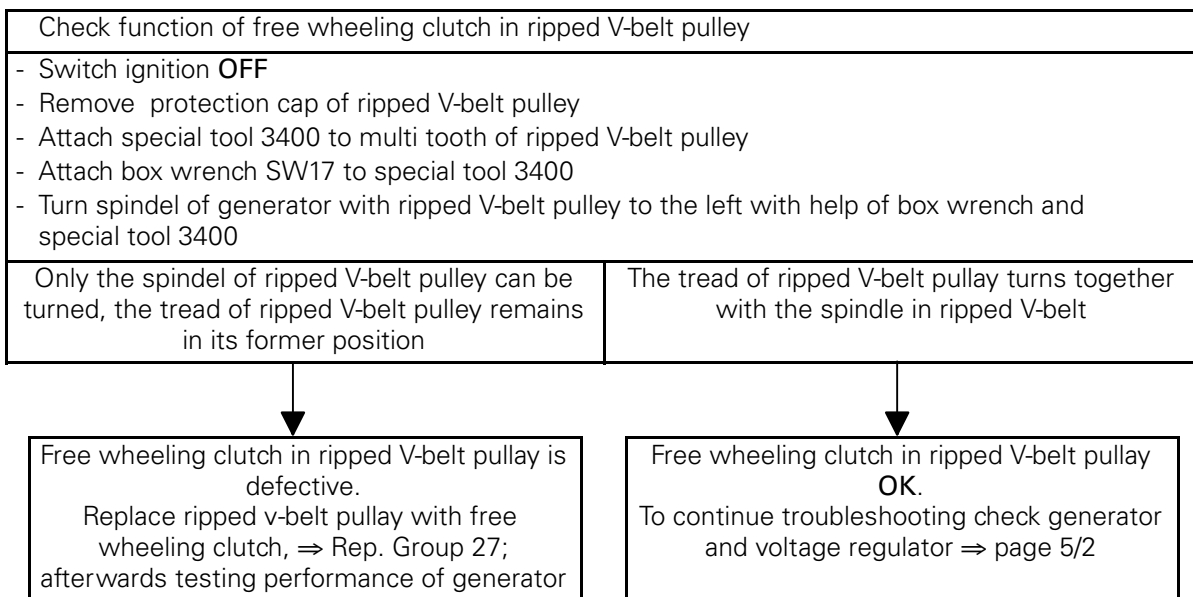 Check function of free wheeling clutch in ripped V-belt pulley
- Switch ignition OFF
- Remove protection cap of ripped V-belt pulley
- Attach special tool 3400 to multi tooth of ripped V-belt pulley
- Attach box wrench SW17 to special tool 3400
- Turn spindel of generator with ripped V-belt pulley to the left with help of box wrench and
special tool 3400
Only the spindel of ripped V-belt pulley can be
turned, the tread of ripped V-belt pulley remains
in its former position
The tread of ripped V-belt pullay turns together
with the spindle in ripped V-belt
Free wheeling clutch in ripped V-belt pullay is
defective.
Replace ripped v-belt pullay with free
wheeling clutch, ⇒ Rep. Group 27;
afterwards testing performance of generator
Free wheeling clutch in ripped V-belt pullay
OK.
To continue troubleshooting check generator
and voltage regulator ⇒ page 5/2